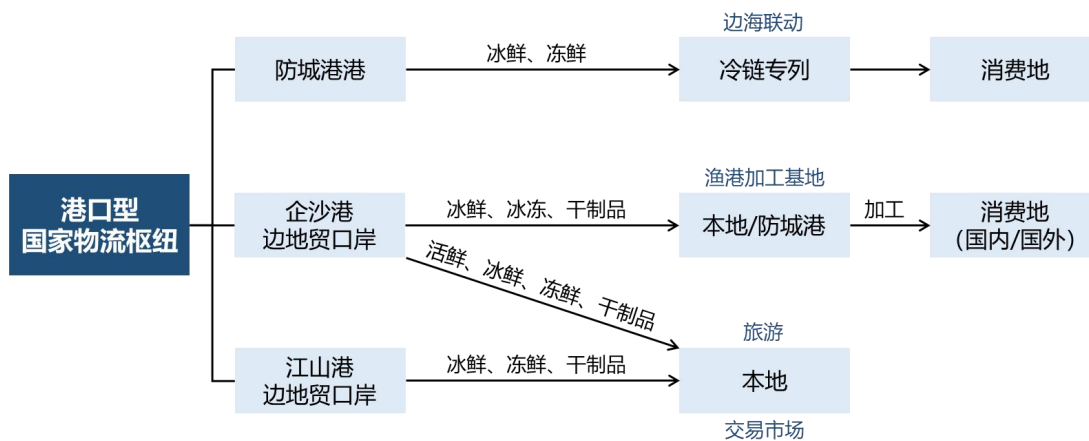 边海联动
防城港港
冰鲜、冻鲜
冷链专列
消费地
港口型
国家物流枢纽
渔港加工基地
企沙港
边地贸口岸
冰鲜、冰冻、干制品
本地/防城港
加工
消费地
（国内/国外）
活鲜、冰鲜、冻鲜、干制品
旅游
江山港
边地贸口岸
冰鲜、冻鲜、干制品
本地
交易市场